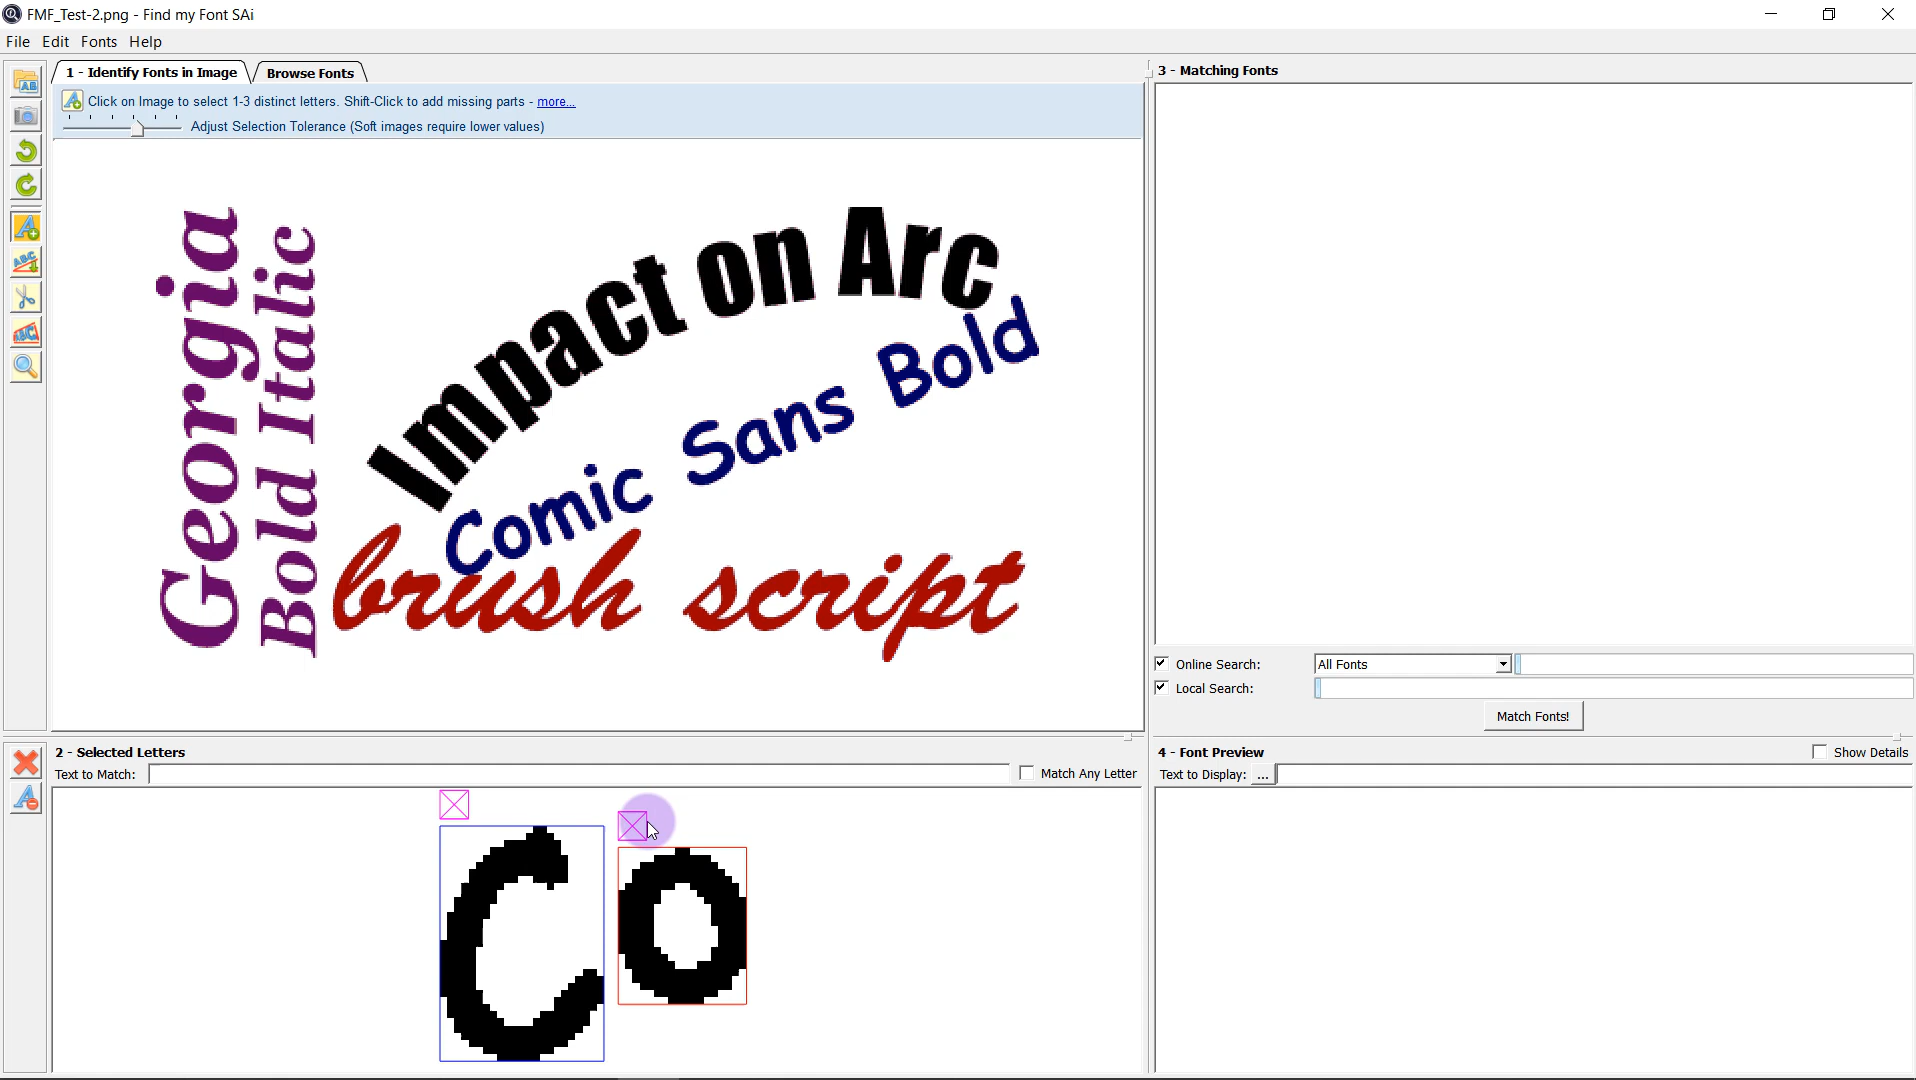 FMF_Test-2.png - Find my Font SAi
File Edit Fonts Help
1 - Identify Fonts in Image
Browse Fonts
Click on Image to select 1-3 distinct letters. Shift-Click to add missing parts - more...
Adjust Selection Tolerance (Soft images require lower values)
Georgia
Bold Italic
Impact on Arc
Comic Sans Bold
brush script
2 - Selected Letters
Text to Match:
Match Any Letter
C o
3 - Matching Fonts
Online Search: All Fonts
Local Search:
Match Fonts!
4 - Font Preview
Show Details
Text to Display: ...